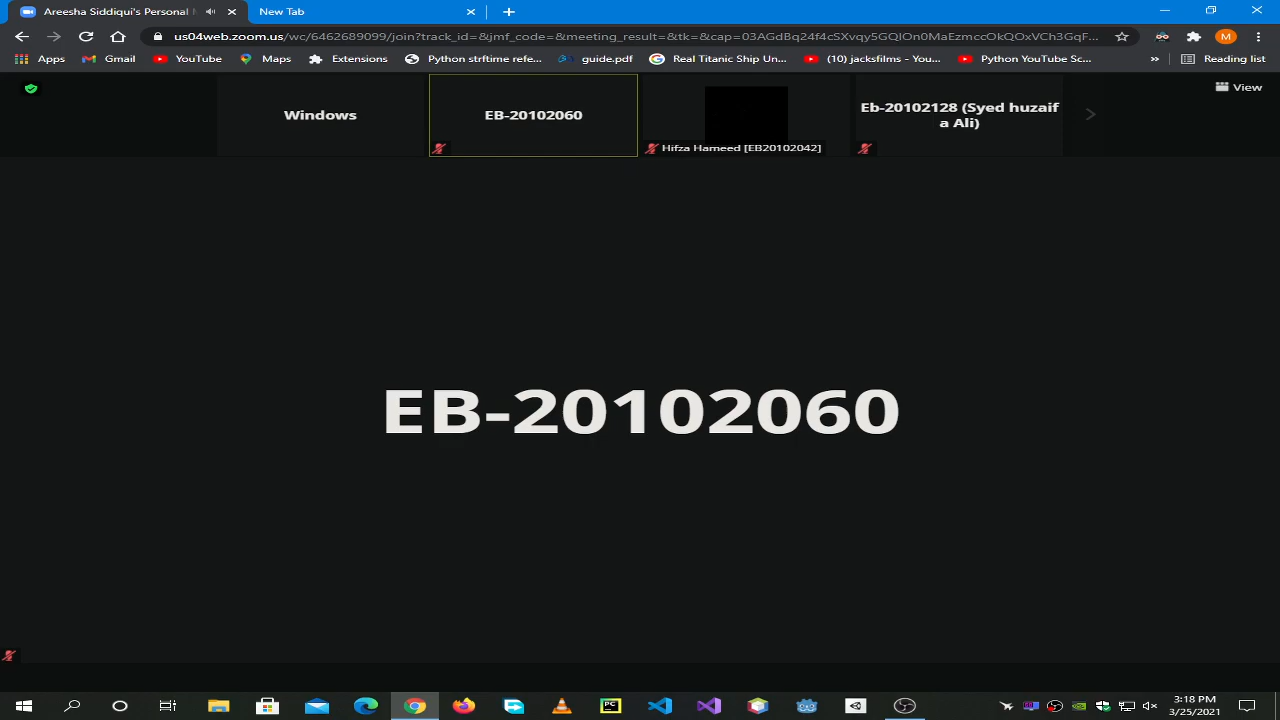 Areesha Siddiqui's Personal
New Tab
us04web.zoom.us/wc/6462689099/join?track_id=&jmf_code=&meeting_result=&tk=&cap=03AGdBq24f4cSXvqy5GQlOn0MaEzmccOkQOxVCh3GqF...
M
Apps
Gmail
YouTube
Maps
Extensions
Python strftime refe...
guide.pdf
Real Titanic Ship Un...
(10) jacksfilms - You...
Python YouTube Sc...
»
Reading list
View
Windows
EB-20102060
Hifza Hameed [EB20102042]
Eb-20102128 (Syed huzaif
a Ali)
EB-20102060
PC
3:18 PM
3/25/2021